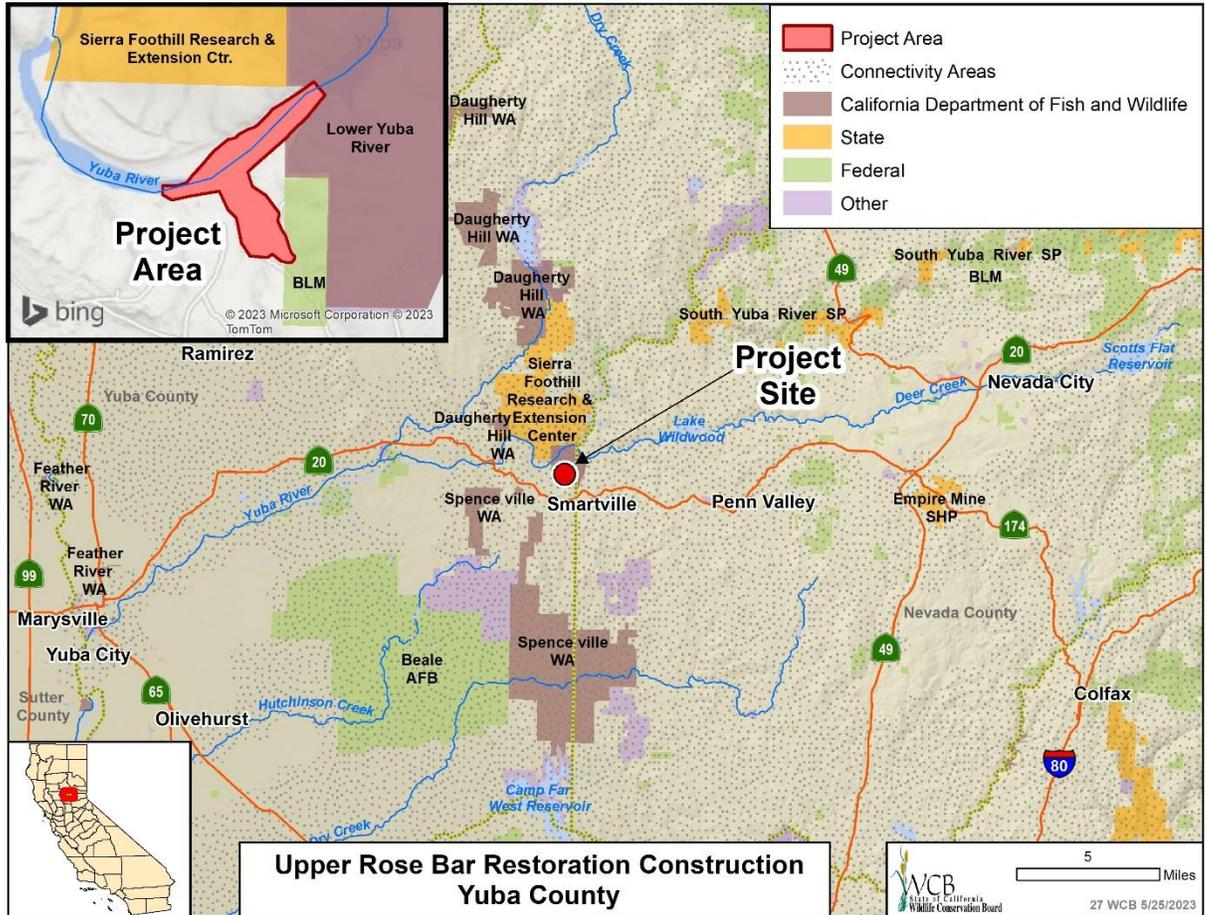 Sierra Foothill Research &
Extension Ctr.
Yuba
Lower Yuba
River
Yuba River
Project
Area
BLM
bing
© 2023 Microsoft Corporation © 2023
TomTom
Project Area
Connectivity Areas
California Department of Fish and Wildlife
State
Federal
Other
Dry Creek
Daugherty
Hill WA
Daugherty
Hill WA
Daugherty
Hill
WA
49
South Yuba River SP
BLM
South Yuba River SP
Ramirez
Yuba County
70
Sierra
Foothill
Research &
Extension
Center
Project
Site
20
Scotts Flat
Reservoir
Nevada City
Deer Creek
Daugherty
Hill
WA
Lake
Wildwood
20
Feather
River
WA
Yuba River
Spence ville
WA
Smartville
Penn Valley
Empire Mine
SHP
174
Feather
River
WA
99
Marysville
Yuba City
Nevada County
Spence ville
WA
Beale
AFB
49
Sutter
County
65
Olivehurst
Hutchinson Creek
Colfax
80
Camp Far
West Reservoir
Dry Creek
Upper Rose Bar Restoration Construction
Yuba County
WCB
State of California
Wildlife Conservation Board
5
Miles
27 WCB 5/25/2023